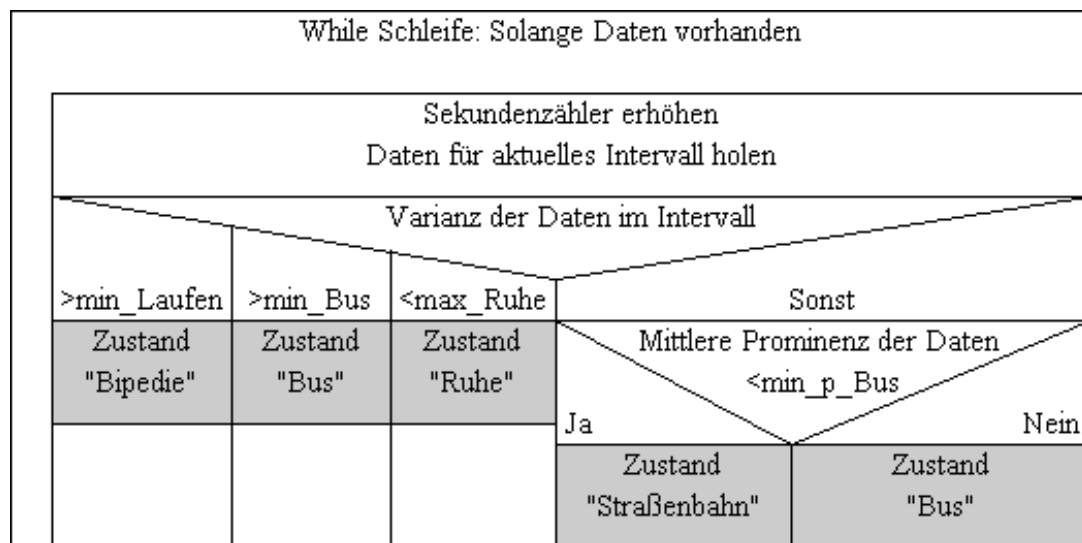 While Schleife: Solange Daten vorhanden
Sekundenzähler erhöhen
Daten für aktuelles Intervall holen
Varianz der Daten im Intervall
>min_Laufen
>min_Bus
<max_Ruhe
Sonst
Zustand
"Bipedie"
Zustand
"Bus"
Zustand
"Ruhe"
Mittlere Prominenz der Daten
<min_p_Bus
Ja
Nein
Zustand
"Straßenbahn"
Zustand
"Bus"